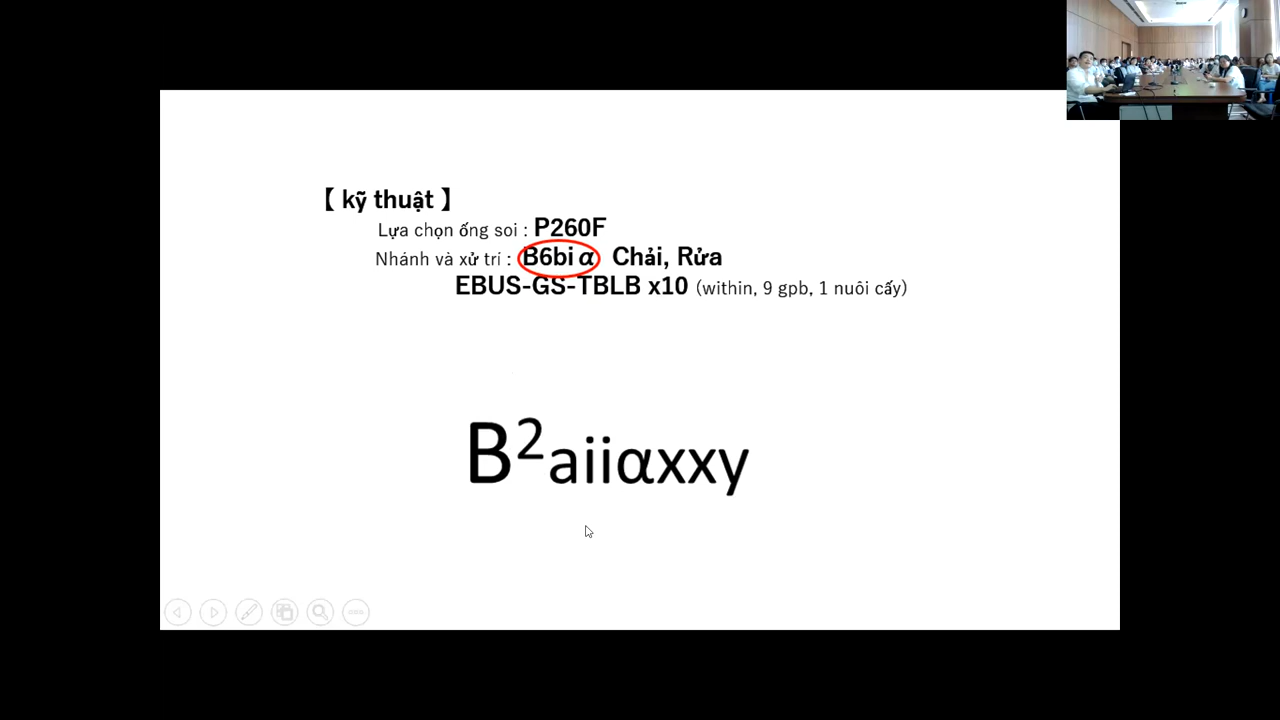 【 kỹ thuật 】
Lựa chọn ống soi : P260F
Nhánh và xử trí : B6bi α Chải, Rửa
EBUS-GS-TBLB x10 (within, 9 gpb, 1 nuôi cấy)
B²aiiαxxy